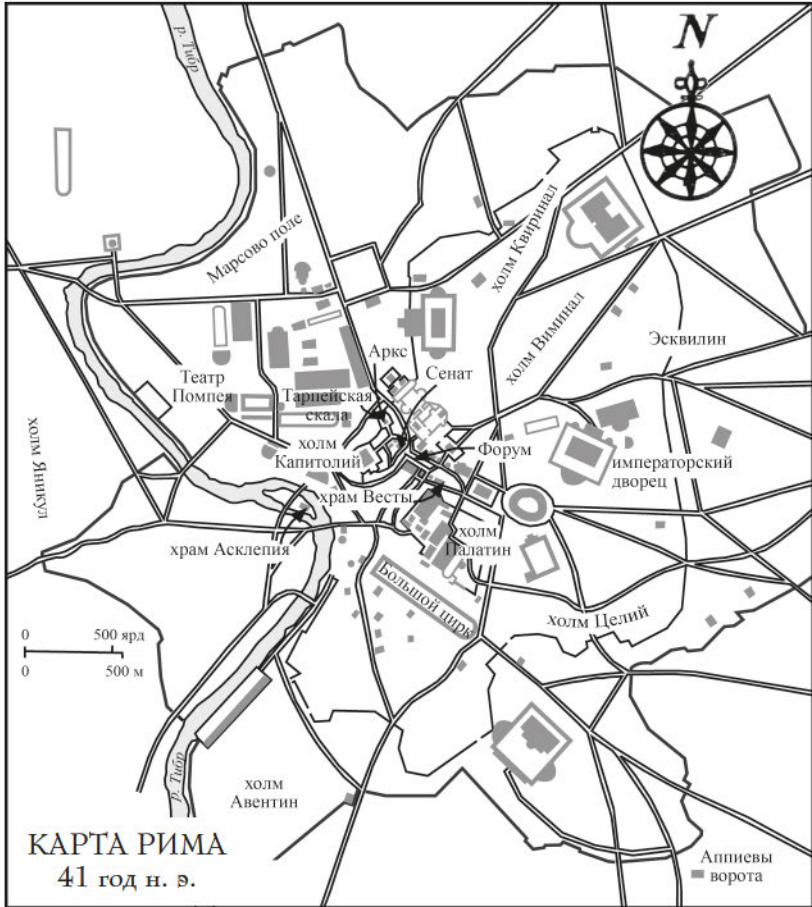 р. Тибр
N
Марсово поле
холм Квиринал
холм Виминал
Эсквилин
Аркс
Сенат
Театр
Помпея
Тарпейская
скала
холм Яникул
холм
Капитолий
Форум
императорский
дворец
храм Весты
холм
Палатин
храм Асклепия
Большой цирк
холм Целий
0 500 ярд
0 500 м
р. Тибр
холм
Авентин
КАРТА РИМА
41 год н. э.
Аппиевы
ворота